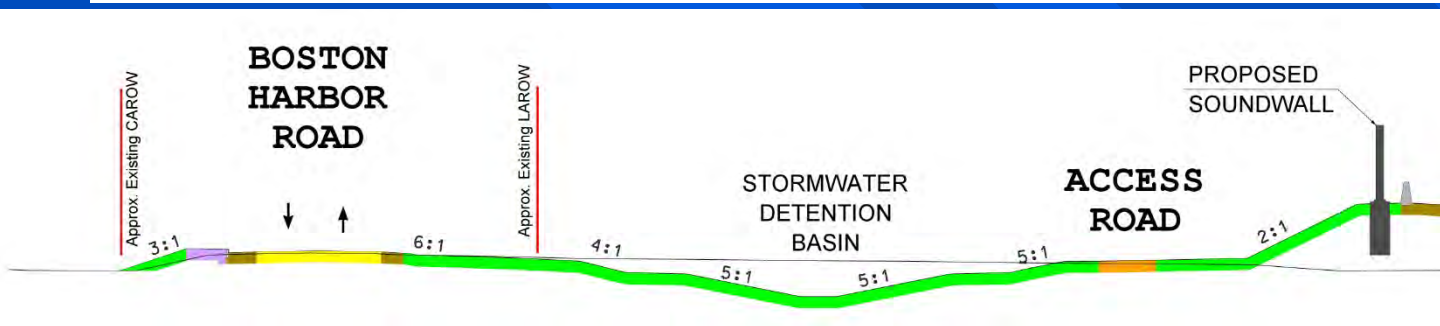 Approx. Existing CAROW
BOSTON
HARBOR
ROAD
Approx. Existing LAROW
STORMWATER
DETENTION
BASIN
ACCESS
ROAD
PROPOSED
SOUNDWALL
3:1
6:1
4:1
5:1
5:1
5:1
2:1